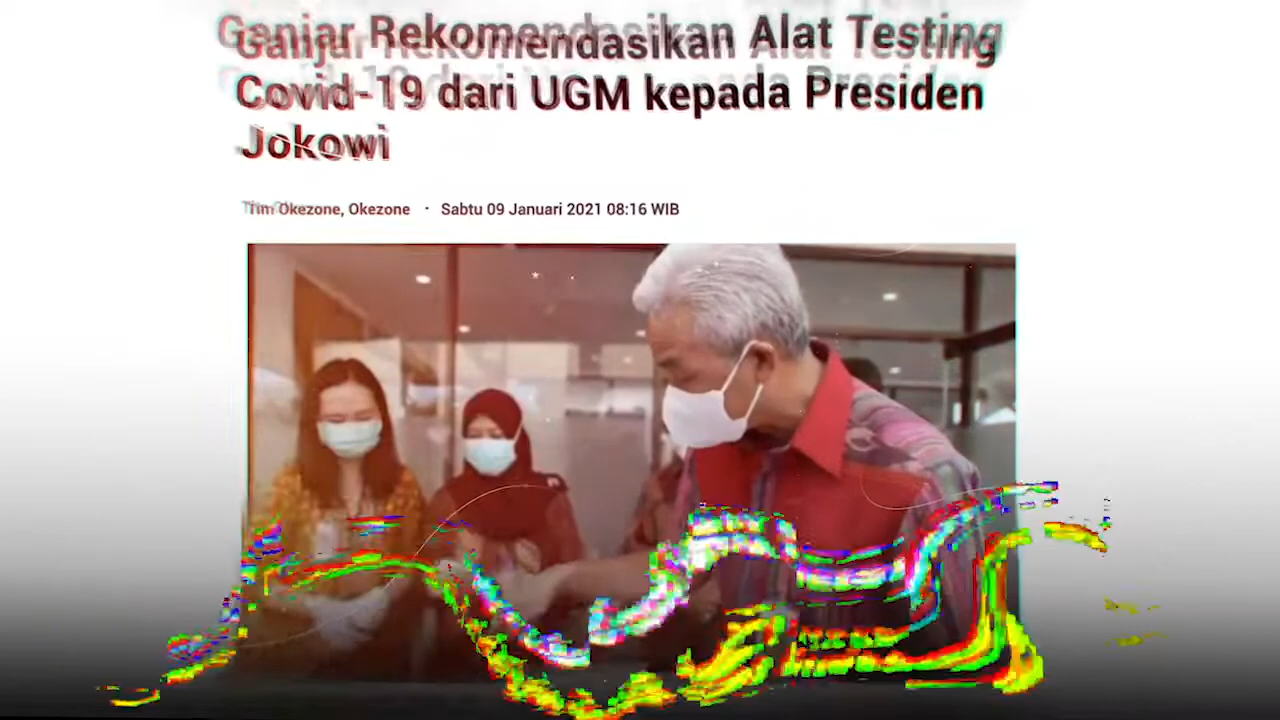 Ganjar Rekomendasikan Alat Testing
Covid-19 dari UGM kepada Presiden
Jokowi
Tim Okezone, Okezone • Sabtu 09 Januari 2021 08:16 WIB